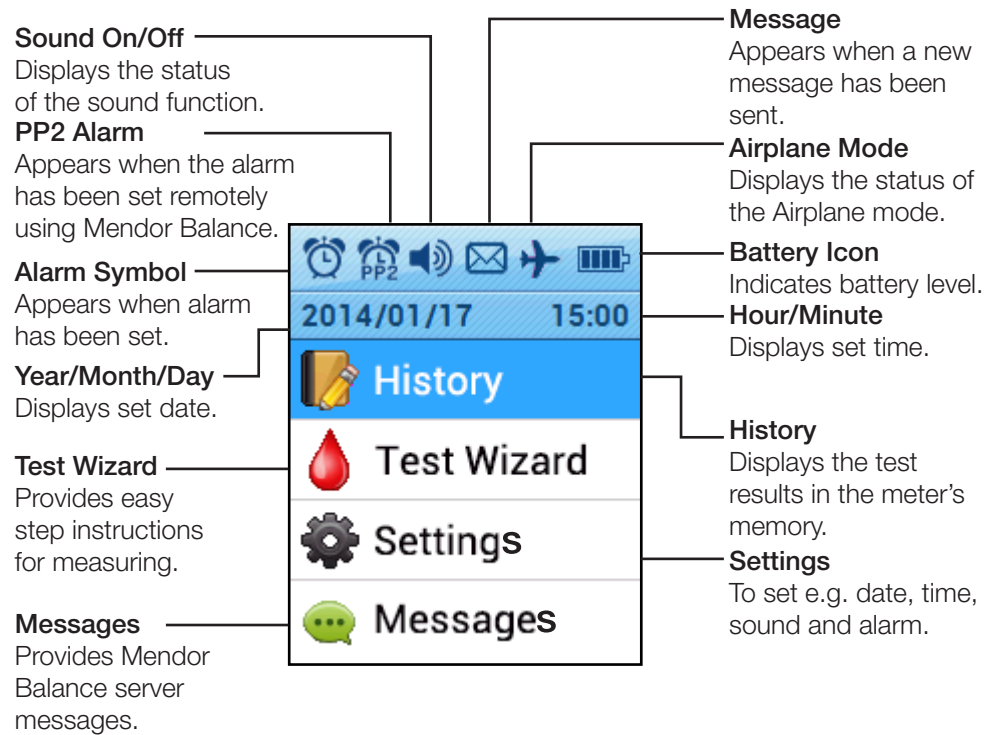 Sound On/Off
Displays the status
of the sound function.
PP2 Alarm
Appears when the alarm
has been set remotely
using Mendor Balance.
Alarm Symbol
Appears when alarm
has been set.
Year/Month/Day
Displays set date.
Test Wizard
Provides easy
step instructions
for measuring.
Messages
Provides Mendor
Balance server
messages.
PP2
2014/01/17 15:00
History
Test Wizard
Settings
Messages
Message
Appears when a new
message has been
sent.
Airplane Mode
Displays the status of
the Airplane mode.
Battery Icon
Indicates battery level.
Hour/Minute
Displays set time.
History
Displays the test
results in the meter’s
memory.
Settings
To set e.g. date, time,
sound and alarm.